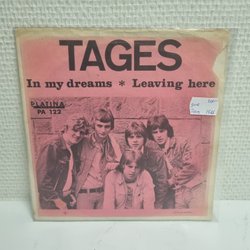 TAGES
In my dreams * Leaving here
PLATINA
PA 122